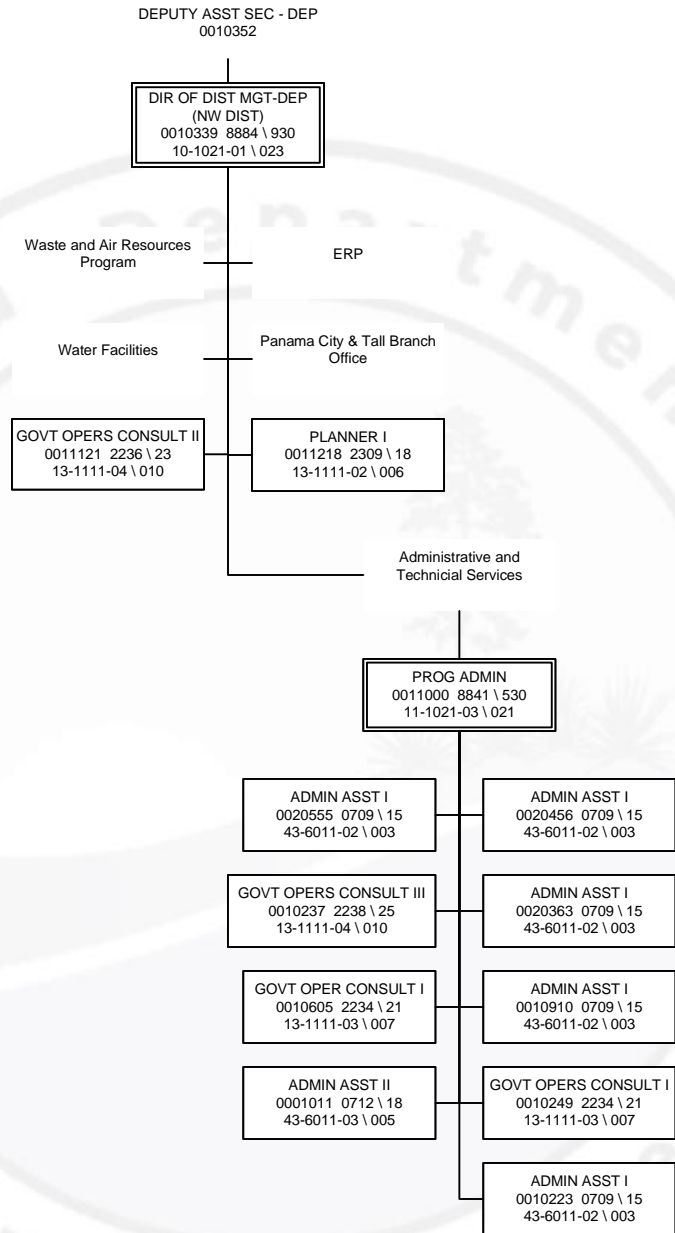 DEPUTY ASST SEC - DEP
0010352
DIR OF DIST MGT-DEP
(NW DIST)
0010339 8884 \ 930
10-1021-01 \ 023
Waste and Air Resources
Program
ERP
Water Facilities
Panama City & Tall Branch
Office
GOVT OPERS CONSULT II
0011121 2236 \ 23
13-1111-04 \ 010
PLANNER I
0011218 2309 \ 18
13-1111-02 \ 006
Administrative and
Technicial Services
PROG ADMIN
0011000 8841 \ 530
11-1021-03 \ 021
ADMIN ASST I
0020555 0709 \ 15
43-6011-02 \ 003
ADMIN ASST I
0020456 0709 \ 15
43-6011-02 \ 003
GOVT OPERS CONSULT III
0010237 2238 \ 25
13-1111-04 \ 010
ADMIN ASST I
0020363 0709 \ 15
43-6011-02 \ 003
GOVT OPER CONSULT I
0010605 2234 \ 21
13-1111-03 \ 007
ADMIN ASST I
0010910 0709 \ 15
43-6011-02 \ 003
ADMIN ASST II
0001011 0712 \ 18
43-6011-03 \ 005
GOVT OPERS CONSULT I
0010249 2234 \ 21
13-1111-03 \ 007
ADMIN ASST I
0010223 0709 \ 15
43-6011-02 \ 003